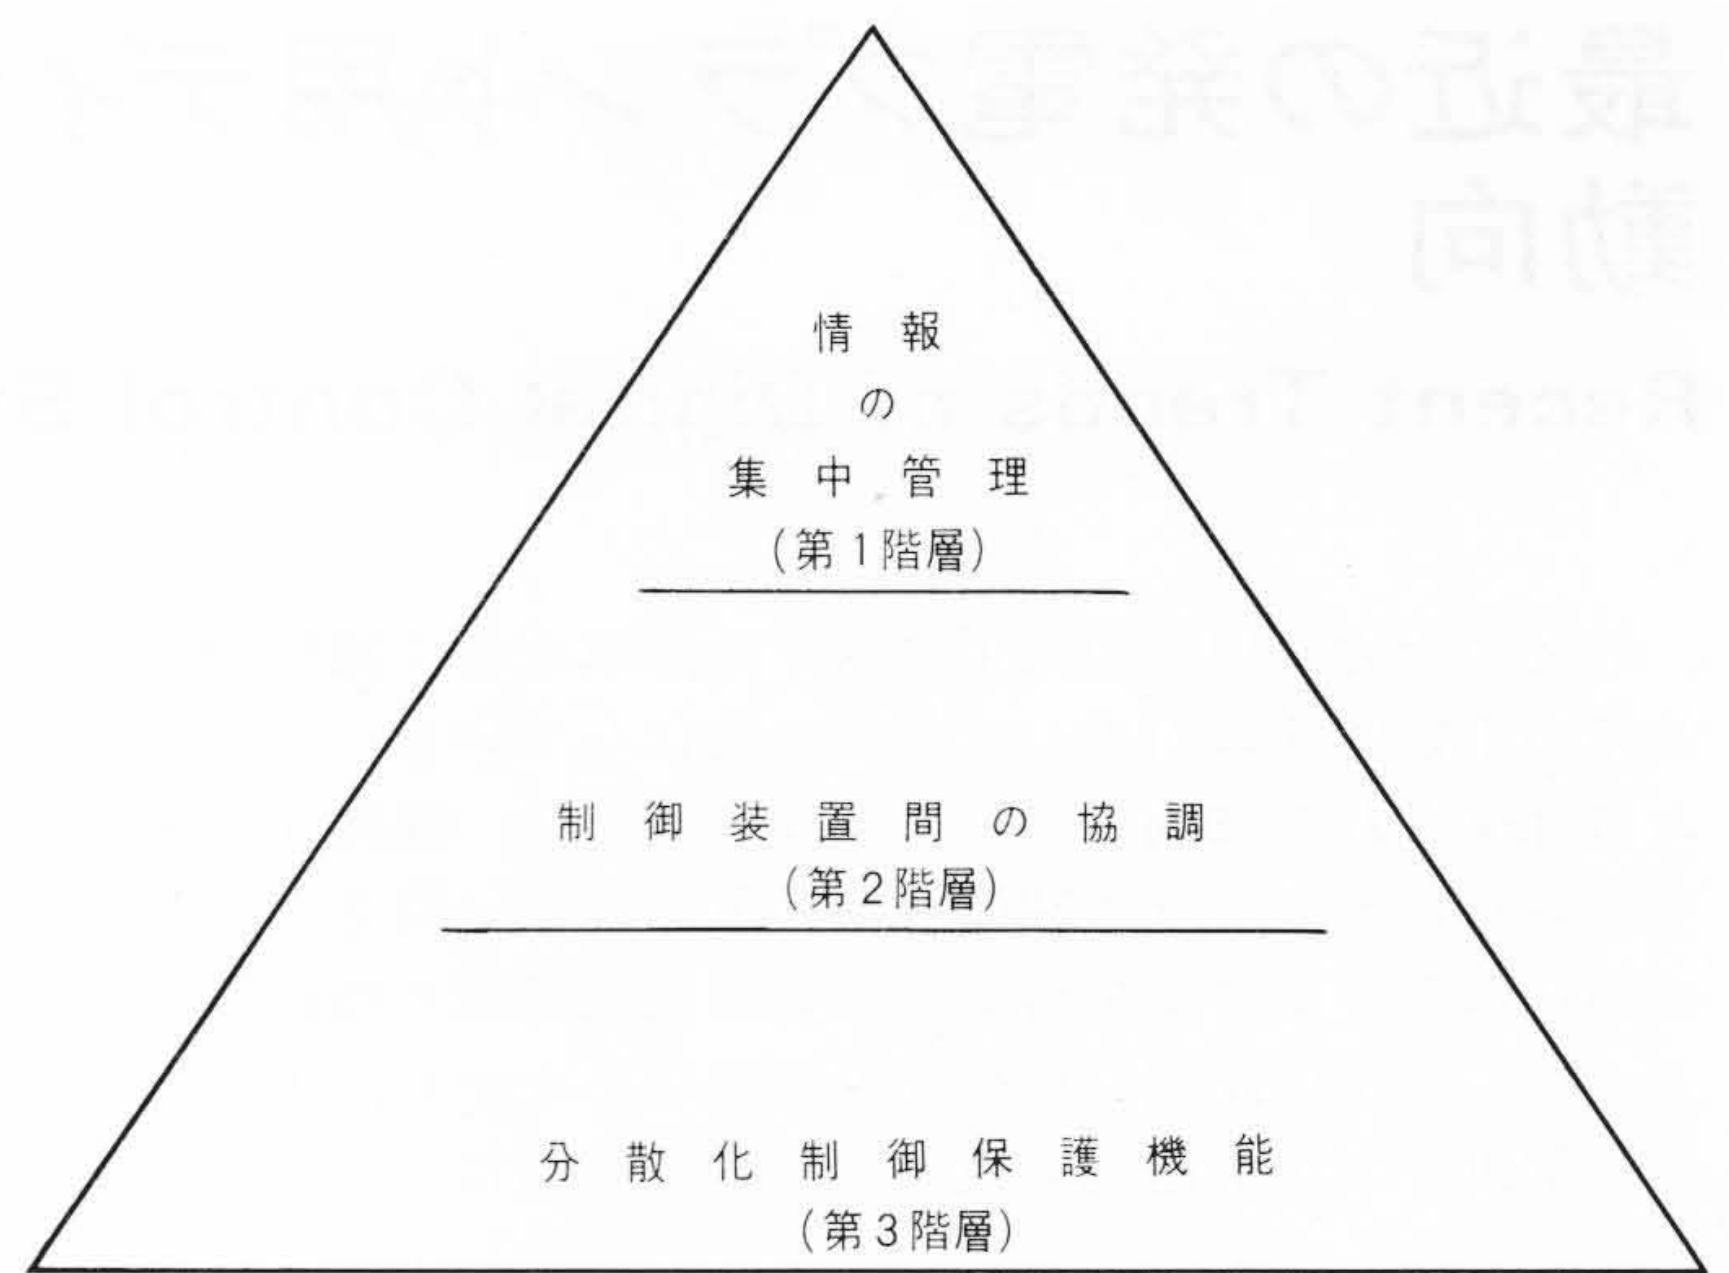 情報
の
集中管理
(第1階層)
制御装置間の協調
(第2階層)
分散化制御保護機能
(第3階層)